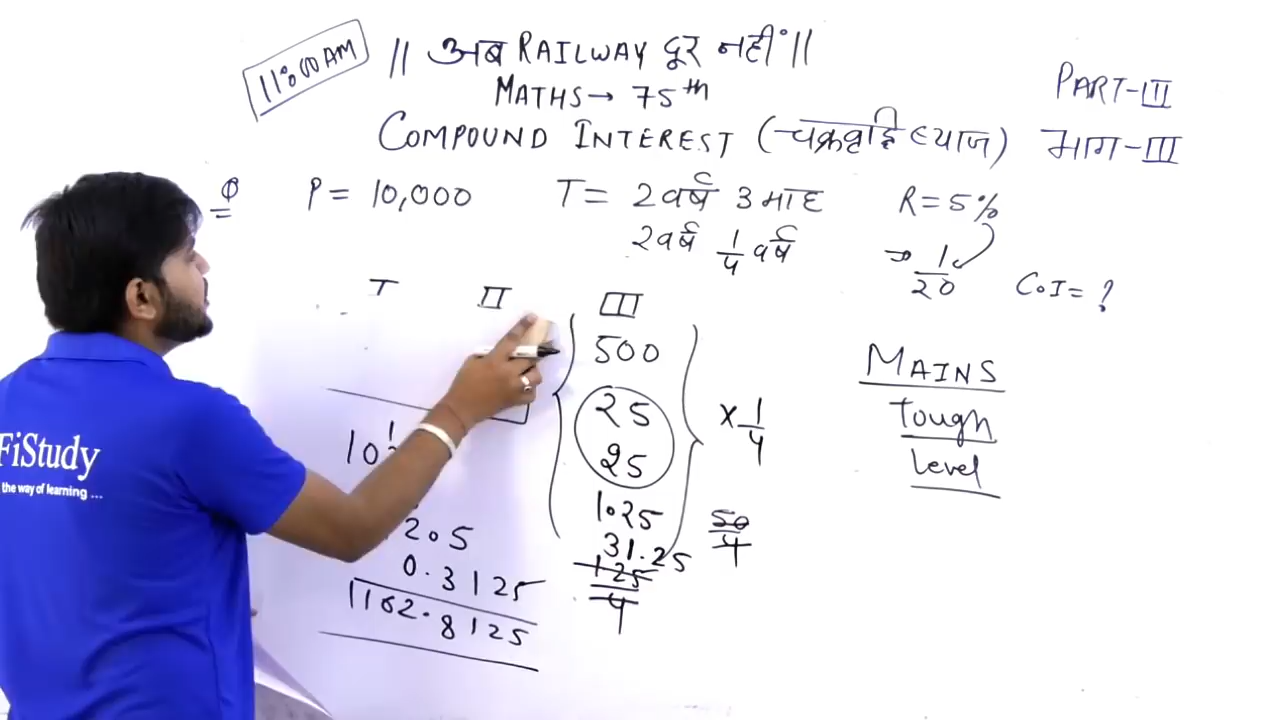 11:00 AM
|| अब RAILWAY दूर नहीं ||
MATHS → 75th
PART-III
COMPOUND INTEREST (चक्रवृद्धि ब्याज) भाग-III
Q P = 10,000 T = 2 वर्ष 3 माह R = 5%
2 वर्ष 1/4 वर्ष
→ 1/20 C.I = ?
I II III
500
25
25
1.25
× 1/4
31.25
125/4
50/4
10
2.5
0.3125
1162.8125
MAINS
Tough
Level
FiStudy
the way of learning ...